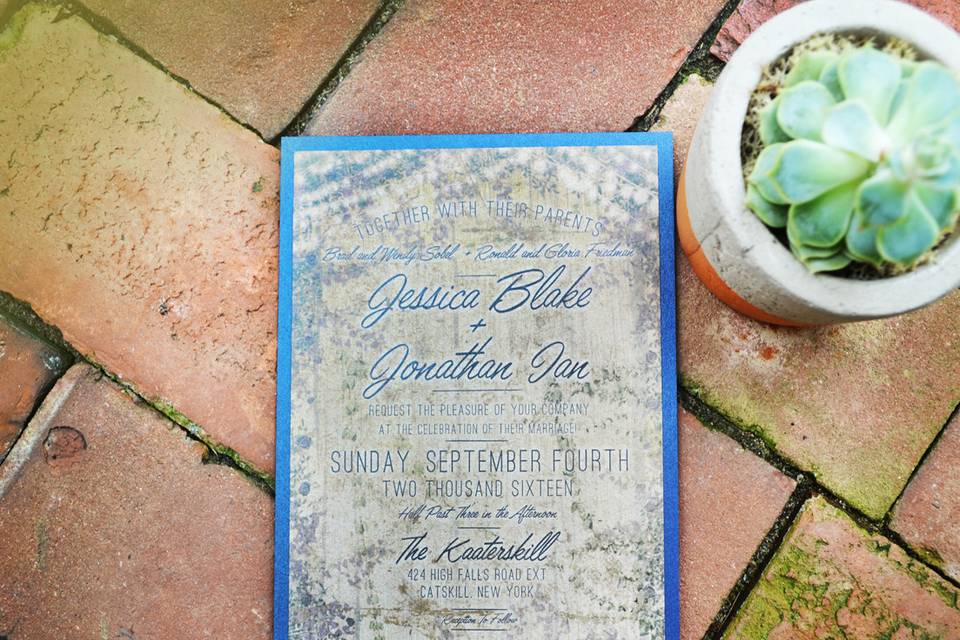 TOGETHER WITH THEIR PARENTS
Brad and Wendy Sobel + Ronald and Gloria Friedman
Jessica Blake
+
Jonathan Ian
REQUEST THE PLEASURE OF YOUR COMPANY
AT THE CELEBRATION OF THEIR MARRIAGE!
SUNDAY, SEPTEMBER FOURTH
TWO THOUSAND SIXTEEN
Half Past Three in the Afternoon
The Kaaterskill
424 HIGH FALLS ROAD EXT
CATSKILL, NEW YORK
Reception To Follow